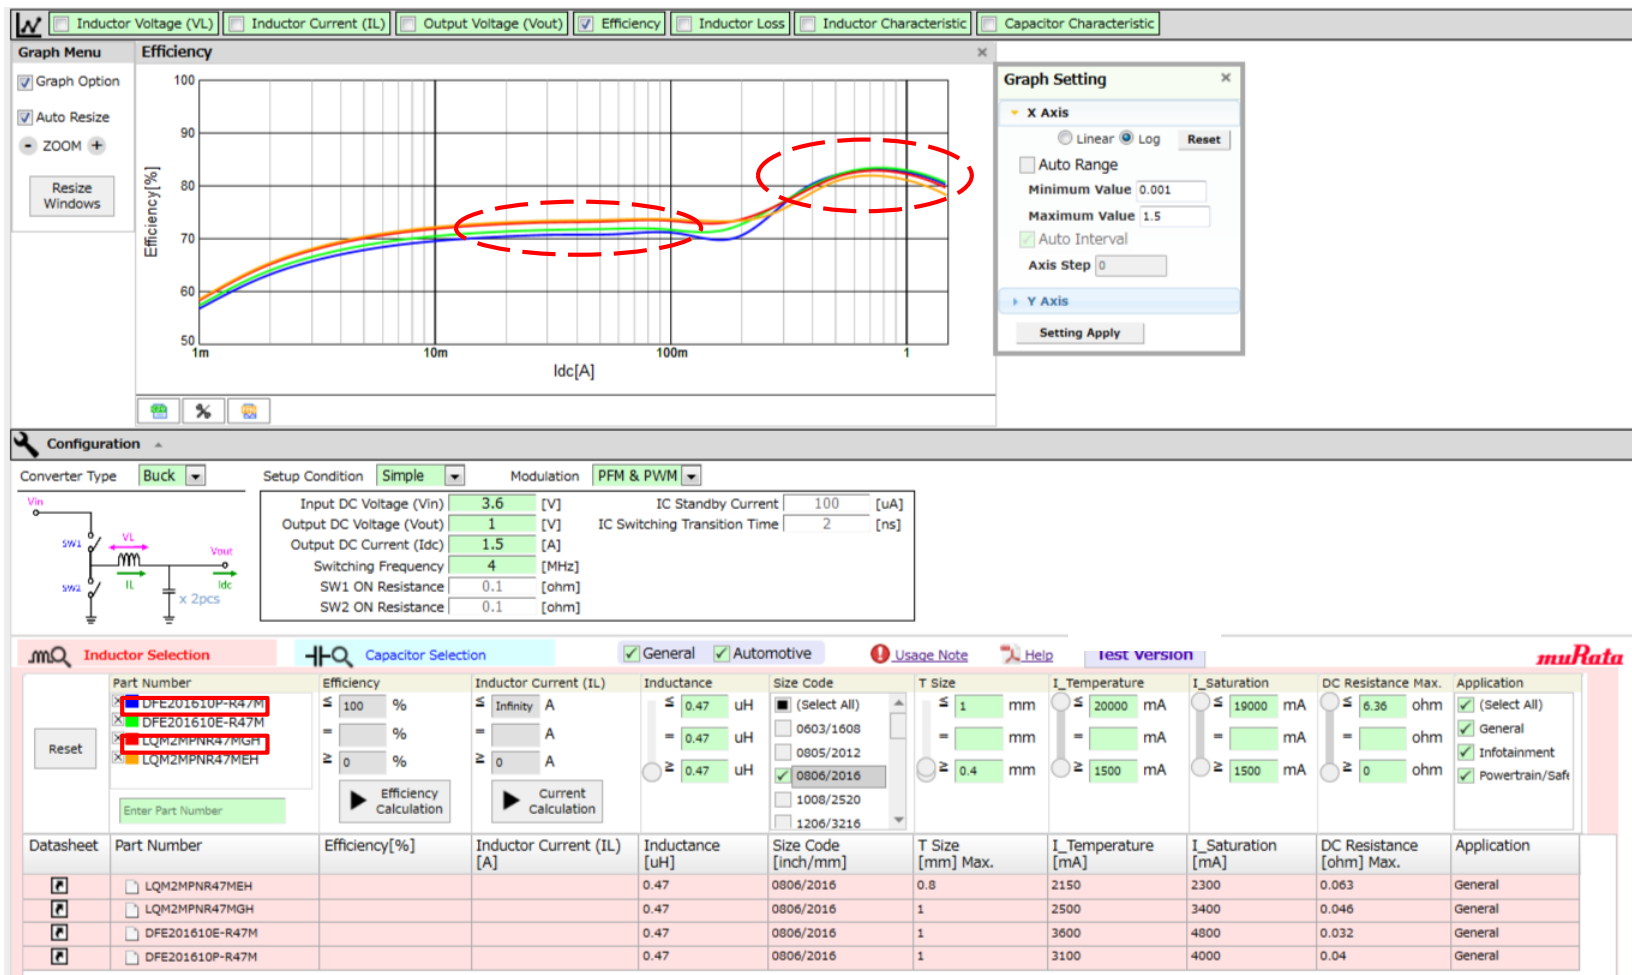 Inductor Voltage (VL) Inductor Current (IL) Output Voltage (Vout) Efficiency Inductor Loss Inductor Characteristic Capacitor Characteristic
Graph Menu
Graph Option
Auto Resize
- ZOOM +
Resize
Windows
Efficiency
100
90
80
70
60
50
Efficiency[%]
1m 10m 100m 1
Idc[A]
Graph Setting
X Axis
Linear Log Reset
Auto Range
Minimum Value 0.001
Maximum Value 1.5
Auto Interval
Axis Step 0
Y Axis
Setting Apply
Configuration
Converter Type Buck Setup Condition Simple Modulation PFM & PWM
Vin
SW1
VL
Vout
SW2
IL
Idc
x 2pcs
Input DC Voltage (Vin) 3.6 [V] IC Standby Current 100 [uA]
Output DC Voltage (Vout) 1 [V] IC Switching Transition Time 2 [ns]
Output DC Current (Idc) 1.5 [A]
Switching Frequency 4 [MHz]
SW1 ON Resistance 0.1 [ohm]
SW2 ON Resistance 0.1 [ohm]
Inductor Selection Capacitor Selection General Automotive Usage Note Help Test Version muRata
Part Number Efficiency Inductor Current (IL) Inductance Size Code T Size I_Temperature I_Saturation DC Resistance Max. Application
DFE201610P-R47M ≤ 100 % ≤ Infinity A ≤ 0.47 uH (Select All) ≤ 1 mm ≤ 20000 mA ≤ 19000 mA ≤ 6.36 ohm (Select All)
DFE201610E-R47M = % = A = 0.47 uH 0603/1608 = mm = mA = mA = ohm General
LQM2MPNR47MGH 0805/2012 Infotainment
LQM2MPNR47MEH ≥ 0 % ≥ 0 A ≥ 0.47 uH 0806/2016 ≥ 0.4 mm ≥ 1500 mA ≥ 1500 mA ≥ 0 ohm Powertrain/Safe
Reset
Enter Part Number
Efficiency
Calculation
Current
Calculation
1008/2520
1206/3216
Datasheet Part Number Efficiency[%] Inductor Current (IL) [A] Inductance [uH] Size Code [inch/mm] T Size [mm] Max. I_Temperature [mA] I_Saturation [mA] DC Resistance [ohm] Max. Application
LQM2MPNR47MEH 0.47 0806/2016 0.8 2150 2300 0.063 General
LQM2MPNR47MGH 0.47 0806/2016 1 2500 3400 0.046 General
DFE201610E-R47M 0.47 0806/2016 1 3600 4800 0.032 General
DFE201610P-R47M 0.47 0806/2016 1 3100 4000 0.04 General